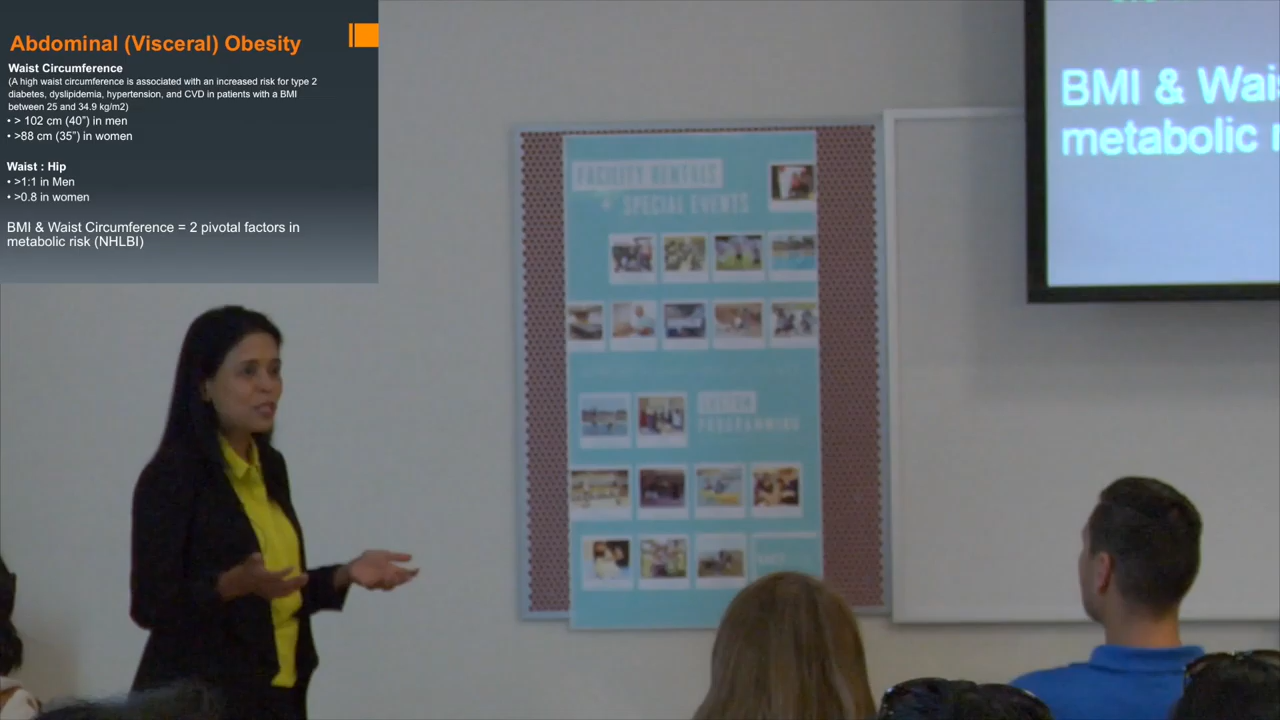 Abdominal (Visceral) Obesity
Waist Circumference
(A high waist circumference is associated with an increased risk for type 2
diabetes, dyslipidemia, hypertension, and CVD in patients with a BMI
between 25 and 34.9 kg/m2)
• > 102 cm (40”) in men
• >88 cm (35”) in women
Waist : Hip
• >1:1 in Men
• >0.8 in women
BMI & Waist Circumference = 2 pivotal factors in
metabolic risk (NHLBI)
FACILITY RENTALS
+ SPECIAL EVENTS
PROGRAMMING
BMI & Wai
metabolic